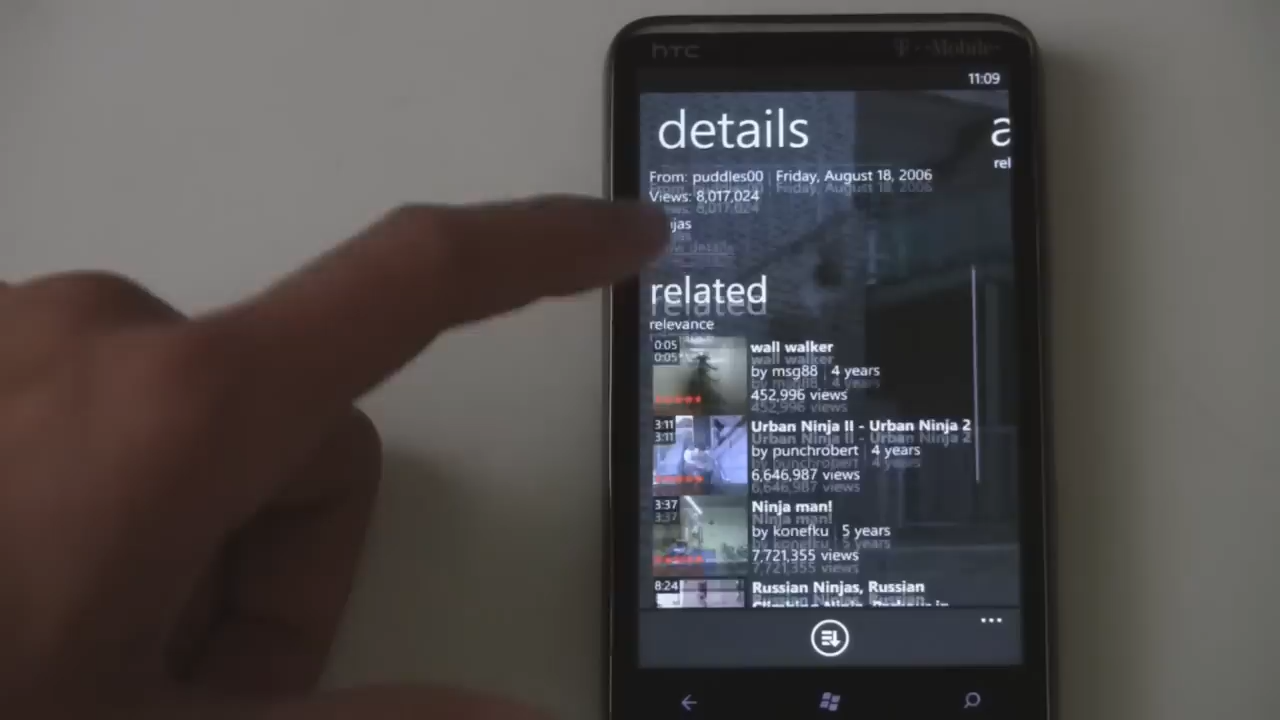 hTC
T··Mobile·
11:09
details
a
From: puddles00 | Friday, August 18, 2006
rel
Views: 8,017,024
jas
related
relevance
0:05
wall walker
by msg88 | 4 years
452,996 views
3:11
Urban Ninja II - Urban Ninja 2
by punchrobert | 4 years
6,646,987 views
3:37
Ninja man!
by konefku | 5 years
7,721,355 views
8:24
Russian Ninjas, Russian